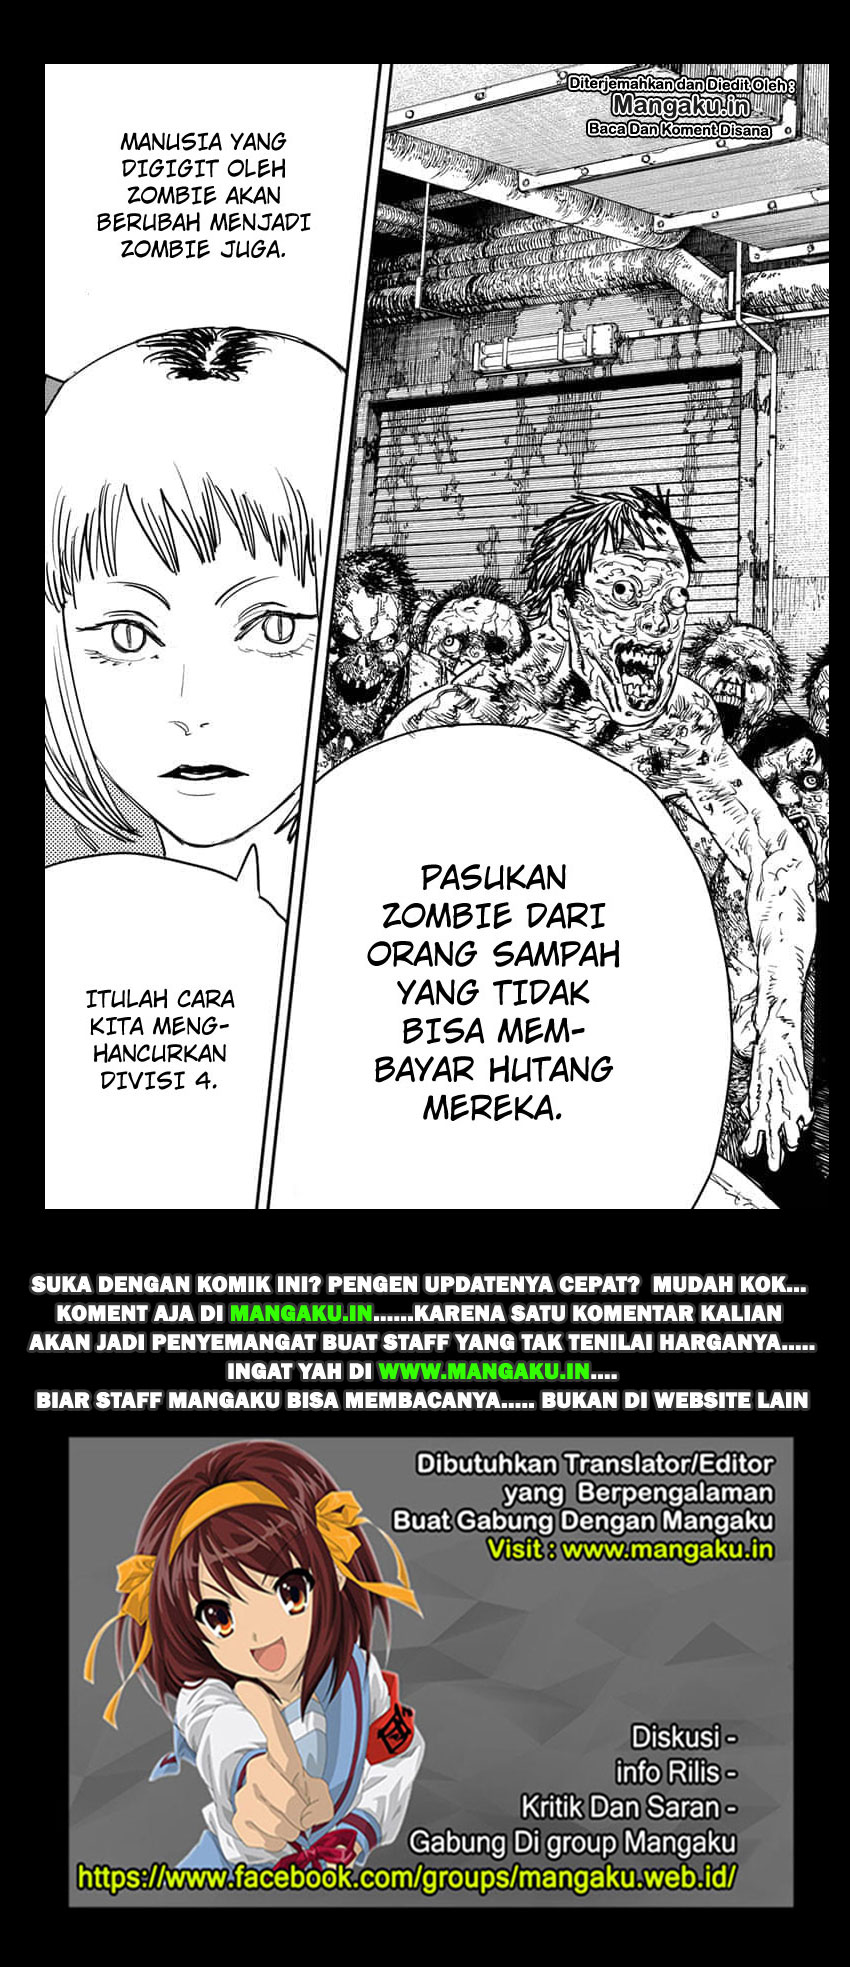 Diterjemahkan dan Diedit Oleh :
Mangaku.in
Baca Dan Koment Disana
MANUSIA YANG
DIGIGIT OLEH
ZOMBIE AKAN
BERUBAH MENJADI
ZOMBIE JUGA.
PASUKAN
ZOMBIE DARI
ORANG SAMPAH
YANG TIDAK
BISA MEM-
BAYAR HUTANG
MEREKA.
ITULAH CARA
KITA MENG-
HANCURKAN
DIVISI 4.
SUKA DENGAN KOMIK INI? PENGEN UPDATENYA CEPAT? MUDAH KOK...
KOMENT AJA DI MANGAKU.IN......KARENA SATU KOMENTAR KALIAN
AKAN JADI PENYEMANGAT BUAT STAFF YANG TAK TENILAI HARGANYA.....
INGAT YAH DI WWW.MANGAKU.IN....
BIAR STAFF MANGAKU BISA MEMBACANYA..... BUKAN DI WEBSITE LAIN
Dibutuhkan Translator/Editor
yang Berpengalaman
Buat Gabung Dengan Mangaku
Visit : www.mangaku.in
Diskusi -
info Rilis -
Kritik Dan Saran -
Gabung Di group Mangaku
https://www.facebook.com/groups/mangaku.web.id/